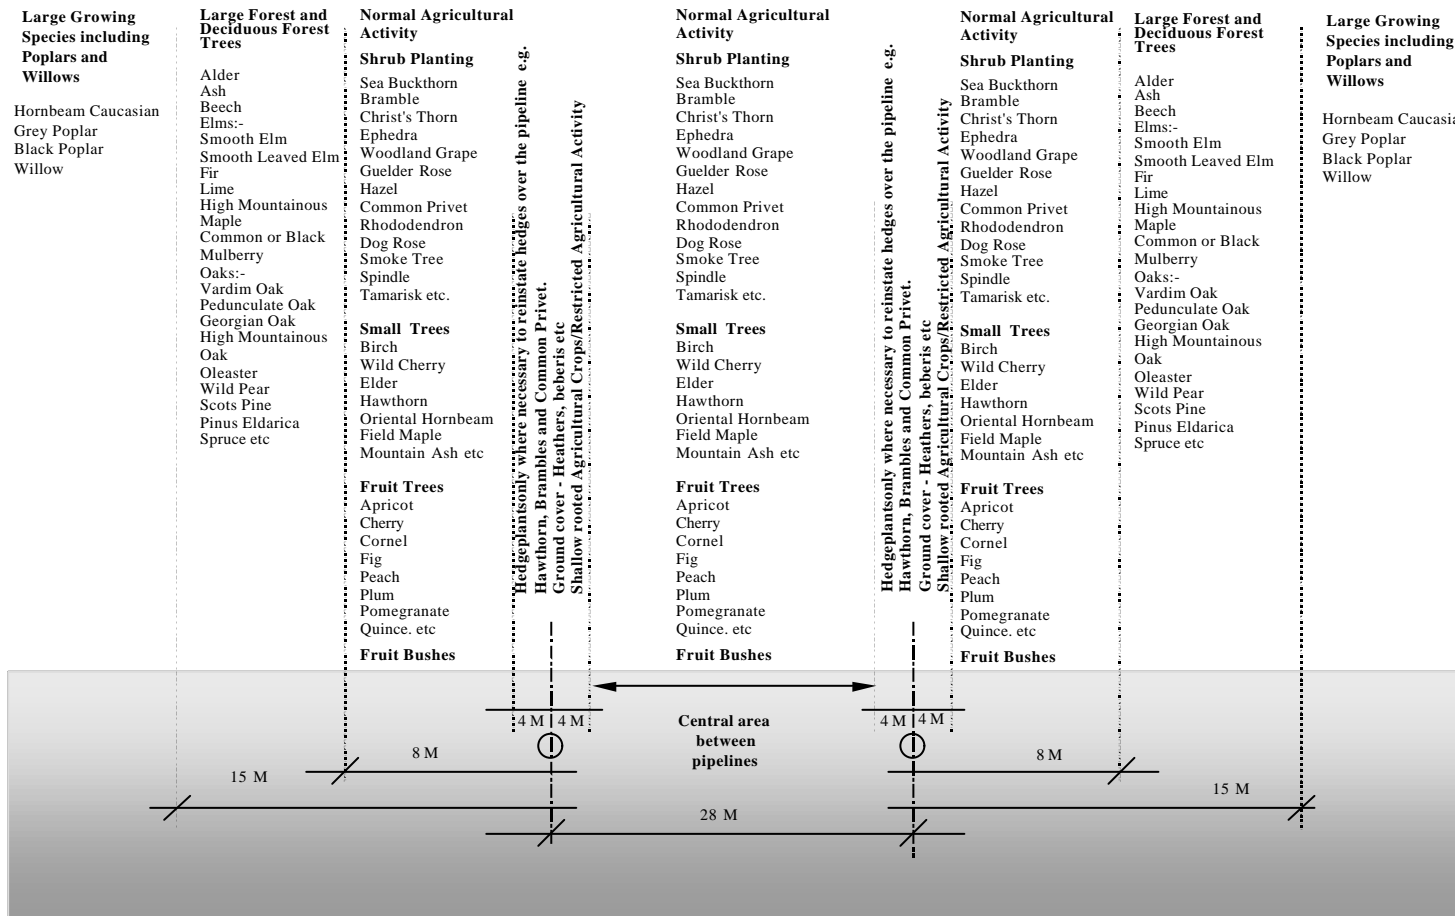 Large Growing
Species including
Poplars and
Willows
Hornbeam Caucasian
Grey Poplar
Black Poplar
Willow
Large Forest and
Deciduous Forest
Trees
Alder
Ash
Beech
Elms:-
Smooth Elm
Smooth Leaved Elm
Fir
Lime
High Mountainous
Maple
Common or Black
Mulberry
Oaks:-
Vardim Oak
Pedunculate Oak
Georgian Oak
High Mountainous
Oak
Oleaster
Wild Pear
Scots Pine
Pinus Eldarica
Spruce etc
Normal Agricultural
Activity
Shrub Planting
Sea Buckthorn
Bramble
Christ's Thorn
Ephedra
Woodland Grape
Guelder Rose
Hazel
Common Privet
Rhododendron
Dog Rose
Smoke Tree
Spindle
Tamarisk etc.
Small Trees
Birch
Wild Cherry
Elder
Hawthorn
Oriental Hornbeam
Field Maple
Mountain Ash etc
Fruit Trees
Apricot
Cherry
Cornel
Fig
Peach
Plum
Pomegranate
Quince. etc
Fruit Bushes
Hedgeplantsonly where necessary to reinstate hedges over the pipeline e.g.
Hawthorn, Brambles and Common Privet.
Ground cover - Heathers, beberis etc
Shallow rooted Agricultural Crops/Restricted Agricultural Activity
Normal Agricultural
Activity
Shrub Planting
Sea Buckthorn
Bramble
Christ's Thorn
Ephedra
Woodland Grape
Guelder Rose
Hazel
Common Privet
Rhododendron
Dog Rose
Smoke Tree
Spindle
Tamarisk etc.
Small Trees
Birch
Wild Cherry
Elder
Hawthorn
Oriental Hornbeam
Field Maple
Mountain Ash etc
Fruit Trees
Apricot
Cherry
Cornel
Fig
Peach
Plum
Pomegranate
Quince. etc
Fruit Bushes
Hedgeplantsonly where necessary to reinstate hedges over the pipeline e.g.
Hawthorn, Brambles and Common Privet.
Ground cover - Heathers, beberis etc
Shallow rooted Agricultural Crops/Restricted Agricultural Activity
Normal Agricultural
Activity
Shrub Planting
Sea Buckthorn
Bramble
Christ's Thorn
Ephedra
Woodland Grape
Guelder Rose
Hazel
Common Privet
Rhododendron
Dog Rose
Smoke Tree
Spindle
Tamarisk etc.
Small Trees
Birch
Wild Cherry
Elder
Hawthorn
Oriental Hornbeam
Field Maple
Mountain Ash etc
Fruit Trees
Apricot
Cherry
Cornel
Fig
Peach
Plum
Pomegranate
Quince. etc
Fruit Bushes
Large Forest and
Deciduous Forest
Trees
Alder
Ash
Beech
Elms:-
Smooth Elm
Smooth Leaved Elm
Fir
Lime
High Mountainous
Maple
Common or Black
Mulberry
Oaks:-
Vardim Oak
Pedunculate Oak
Georgian Oak
High Mountainous
Oak
Oleaster
Wild Pear
Scots Pine
Pinus Eldarica
Spruce etc
Large Growing
Species including
Poplars and
Willows
Hornbeam Caucasia
Grey Poplar
Black Poplar
Willow
4 M 4 M
Central area
between
pipelines
4 M 4 M
8 M
8 M
15 M
15 M
28 M